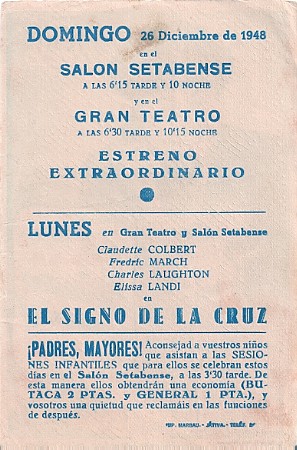 DOMINGO 26 Diciembre de 1948
en el
SALON SETABENSE
A LAS 6'15 TARDE Y 10 NOCHE
y en el
GRAN TEATRO
A LAS 6'30 TARDE Y 10'15 NOCHE
ESTRENO
EXTRAORDINARIO
LUNES en Gran Teatro y Salón Setabense
Claudette COLBERT
Fredric MARCH
Charles LAUGHTON
Elissa LANDI
en
EL SIGNO DE LA CRUZ
¡PADRES, MAYORES! Aconsejad a vuestros niños
que asistan a las SESIO-
NES INFANTILES que para ellos se celebran estos
días en el Salón Setabense, a las 3'30 tarde. De
esta manera ellos obtendrán una economía (BU-
TACA 2 PTAS. y GENERAL 1 PTA.), y
vosotros una quietud que reclamáis en las funciones
de después.
IMP. MARBAU. - JÁTIVA. - TELÉF.